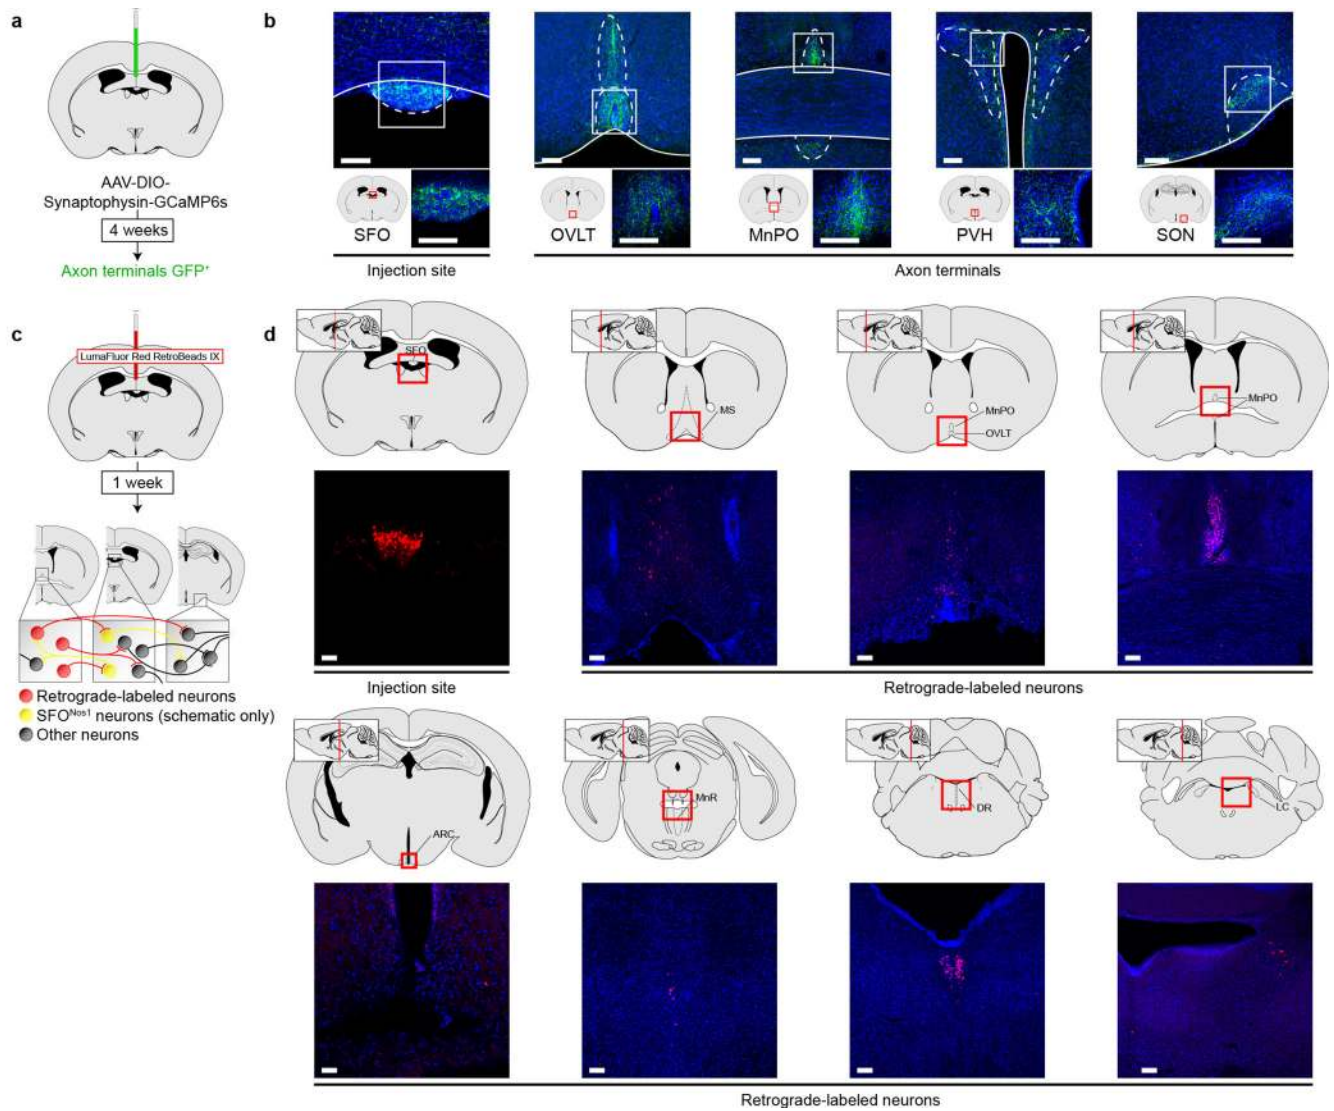 a
AAV-DIO-
Synaptophysin-GCaMP6s
4 weeks
Axon terminals GFP⁺
b
SFO
OVLT
MnPO
PVH
SON
Injection site
Axon terminals
c
LumaFluor Red RetroBeads IX
1 week
Retrograde-labeled neurons
SFO^Nos1 neurons (schematic only)
Other neurons
d
SFO
MS
MnPO
OVLT
MnPO
Injection site
Retrograde-labeled neurons
ARC
MnR
DR
LC
Retrograde-labeled neurons